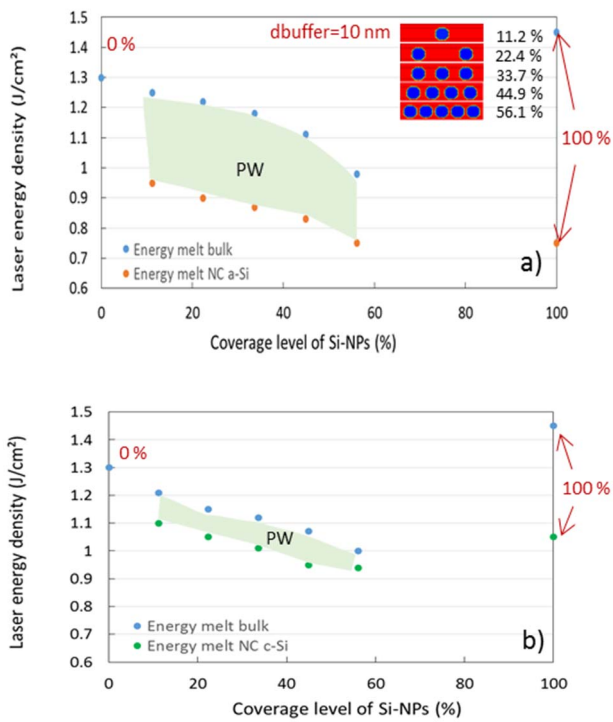 1.5
1.4
1.3
1.2
1.1
1
0.9
0.8
0.7
0.6
0 %
dbuffer=10 nm
11.2 %
22.4 %
33.7 %
44.9 %
56.1 %
100 %
PW
Energy melt bulk
Energy melt NC a-Si
a)
0 20 40 60 80 100
Coverage level of Si-NPs (%)
Laser energy density (J/cm²)
1.5
1.4
1.3
1.2
1.1
1
0.9
0.8
0.7
0.6
0 %
100 %
PW
Energy melt bulk
Energy melt NC c-Si
b)
0 20 40 60 80 100
Coverage level of Si-NPs (%)
Laser energy density (J/cm²)